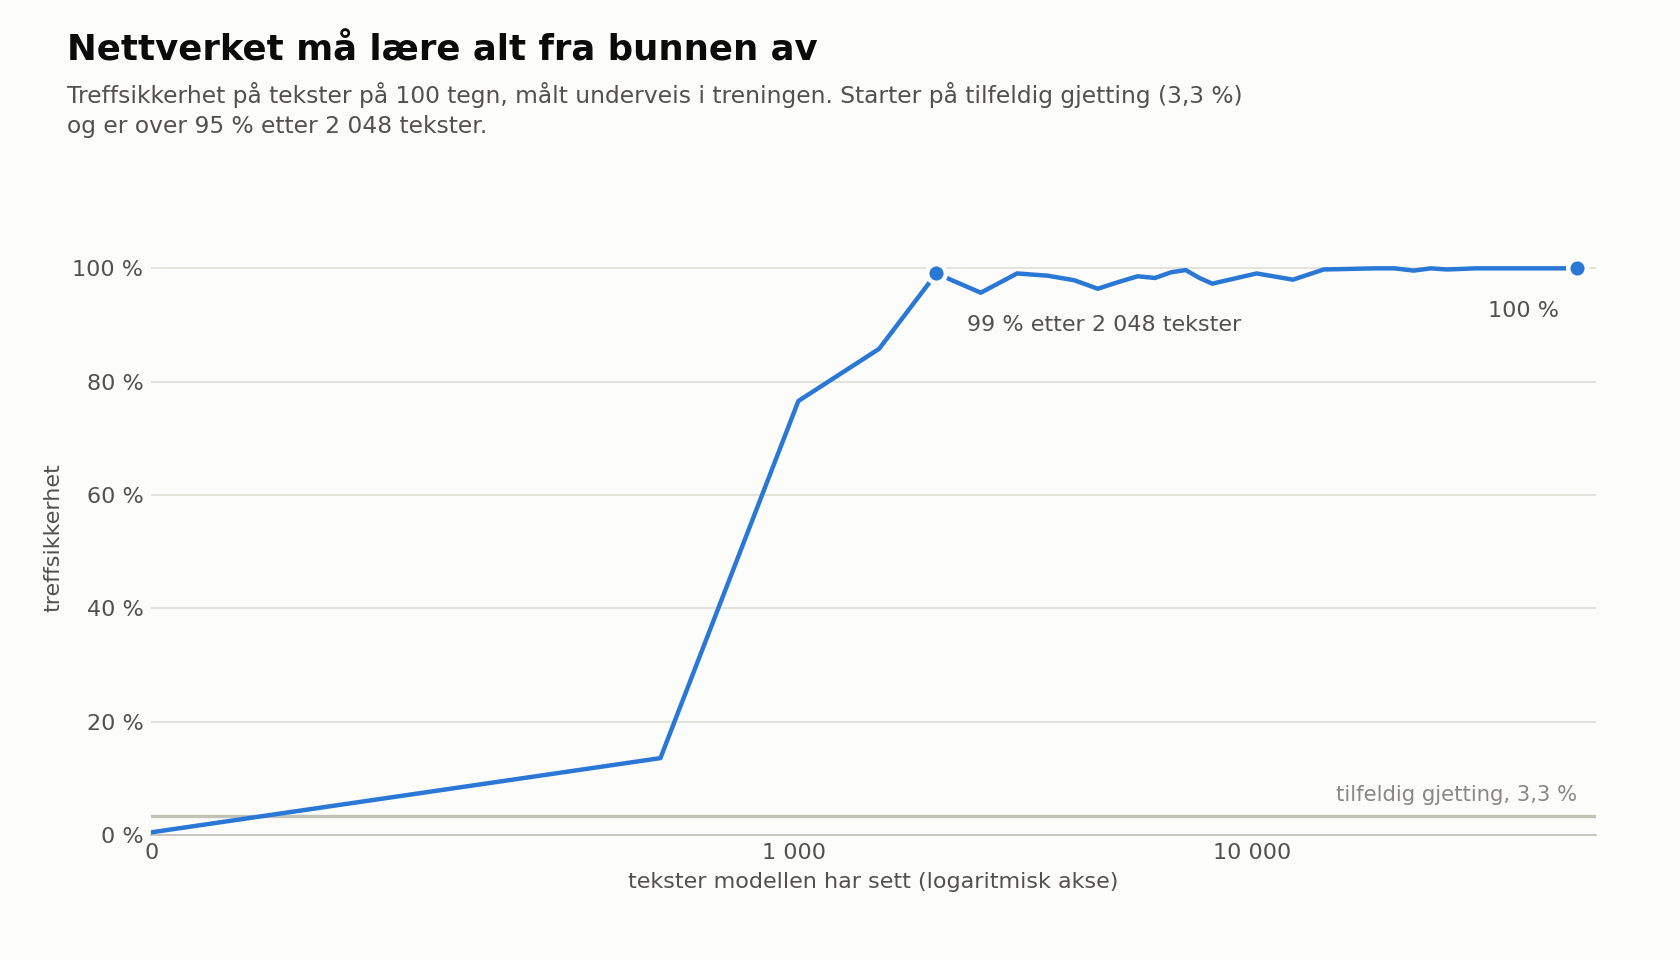 Nettverket må lære alt fra bunnen av
Treffsikkerhet på tekster på 100 tegn, målt underveis i treningen. Starter på tilfeldig gjetting (3,3 %)
og er over 95 % etter 2 048 tekster.
100 %
80 %
60 %
40 %
20 %
0 %
treffsikkerhet
99 % etter 2 048 tekster
100 %
tilfeldig gjetting, 3,3 %
0
1 000
10 000
tekster modellen har sett (logaritmisk akse)